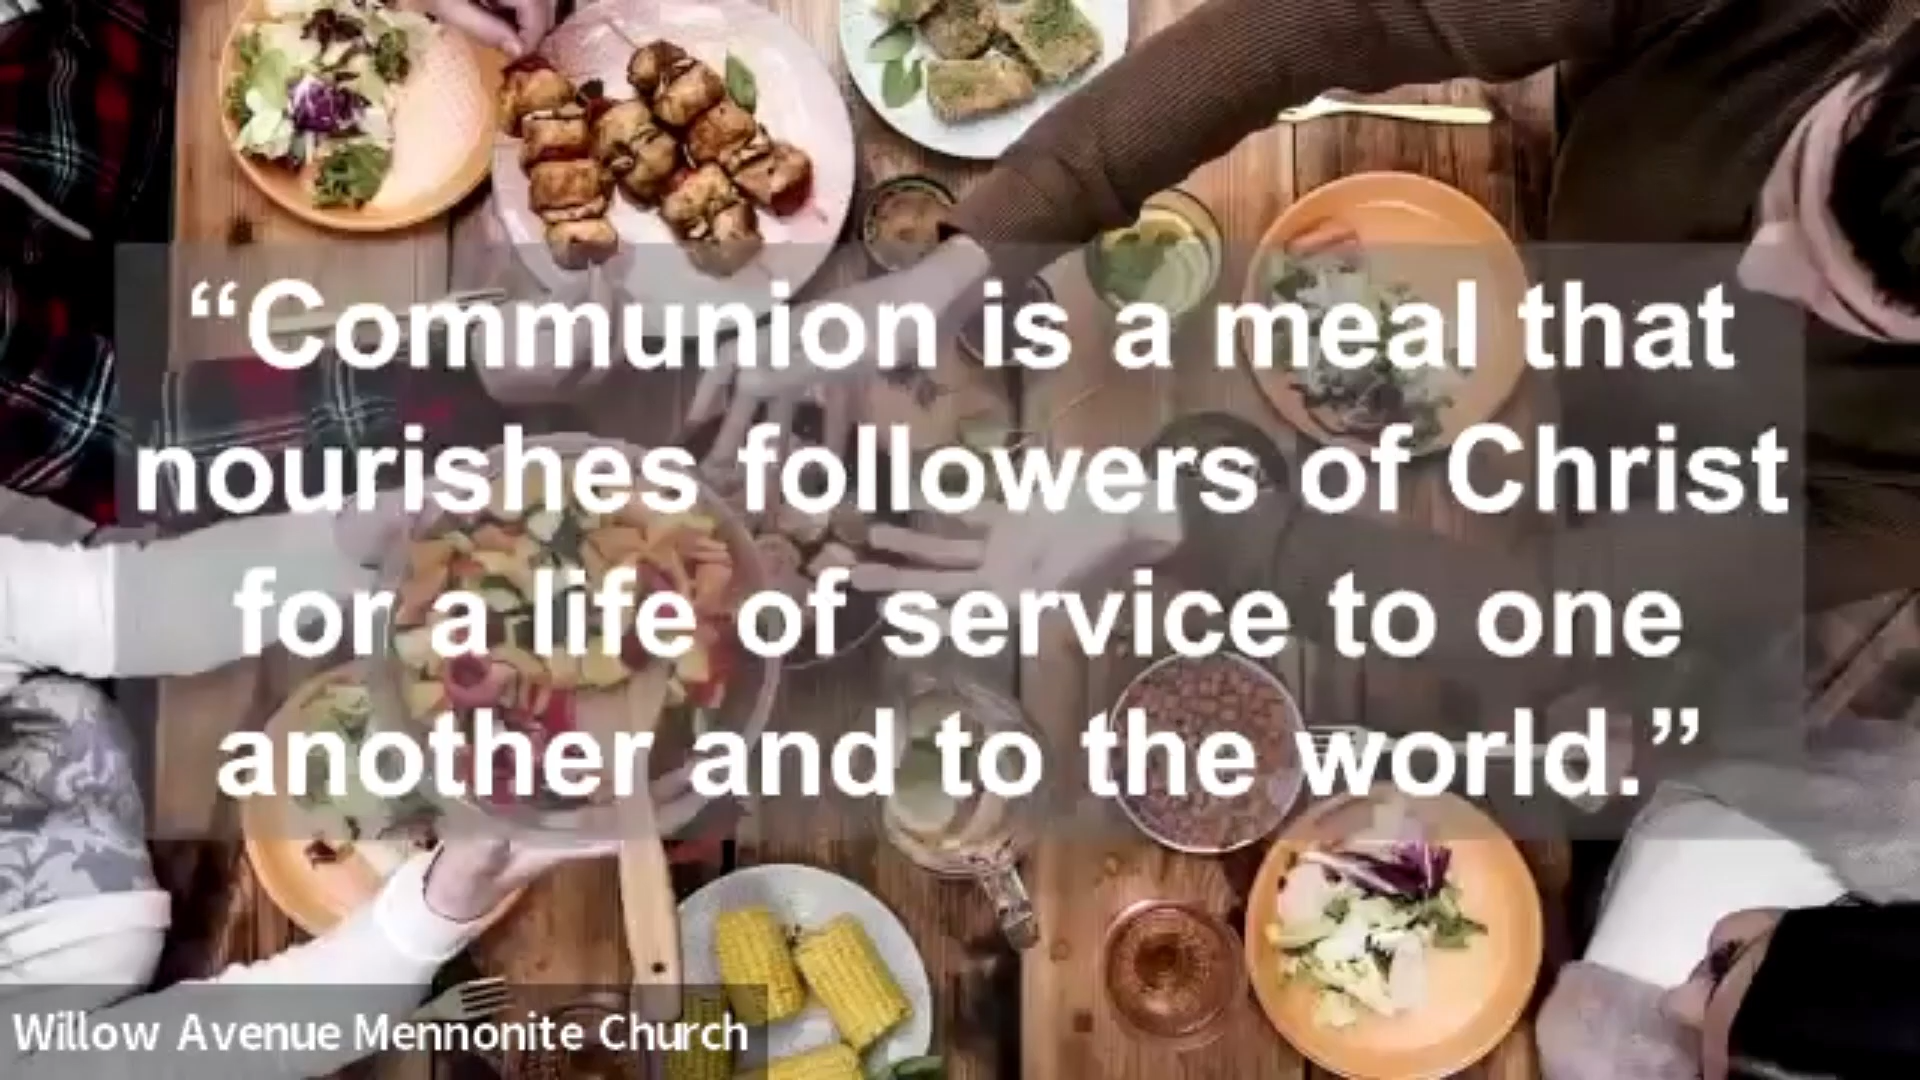 “Communion is a meal that
nourishes followers of Christ
for a life of service to one
another and to the world.”
Willow Avenue Mennonite Church